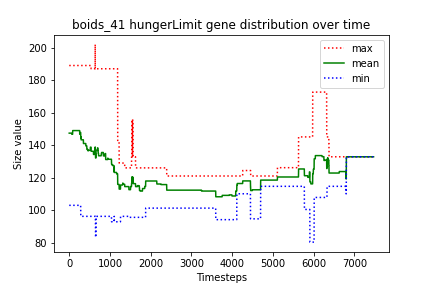 boids_41 hungerLimit gene distribution over time
max
mean
min
Size value
200
180
160
140
120
100
80
0 1000 2000 3000 4000 5000 6000 7000
Timesteps